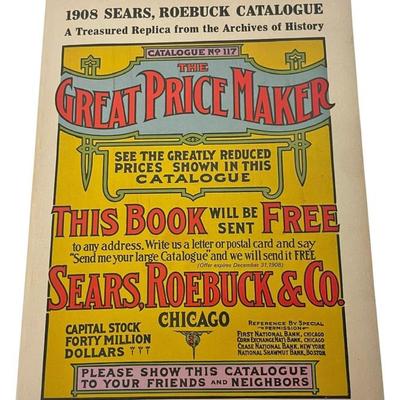 1908 SEARS, ROEBUCK CATALOGUE
A Treasured Replica from the Archives of History
CATALOGUE No 117
THE
GREAT PRICE MAKER
SEE THE GREATLY REDUCED
PRICES SHOWN IN THIS
CATALOGUE
THIS BOOK WILL BE SENT FREE
to any address. Write us a letter or postal card and say
"Send me your large Catalogue" and we will send it FREE
(Offer expires December 31, 1908)
SEARS, ROEBUCK & CO.
CHICAGO
CAPITAL STOCK
FORTY MILLION
DOLLARS
REFERENCE BY SPECIAL
PERMISSION
FIRST NATIONAL BANK, CHICAGO
CORN EXCHANGE NAT'L BANK, CHICAGO
CHASE NATIONAL BANK, NEW YORK
NATIONAL SHAWMUT BANK, BOSTON
PLEASE SHOW THIS CATALOGUE
TO YOUR FRIENDS AND NEIGHBORS